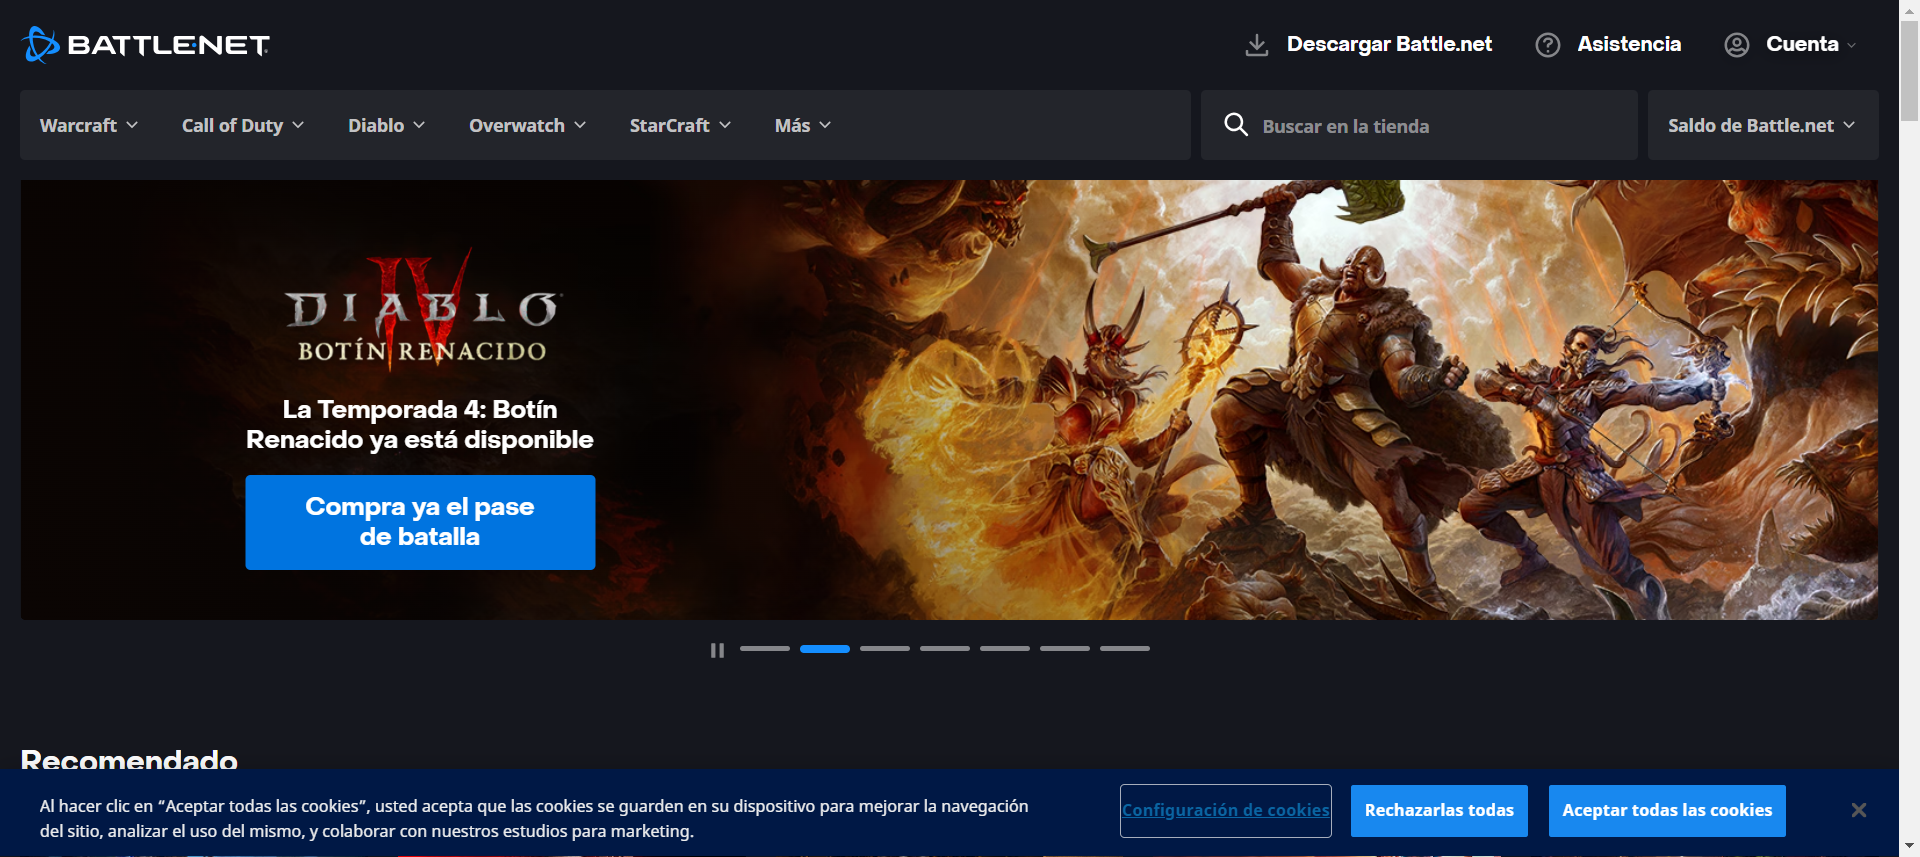 BATTLE.NET
Descargar Battle.net
Asistencia
Cuenta
Warcraft
Call of Duty
Diablo
Overwatch
StarCraft
Más
Buscar en la tienda
Saldo de Battle.net
DIABLO IV
BOTÍN RENACIDO
La Temporada 4: Botín
Renacido ya está disponible
Compra ya el pase
de batalla
Recomendado
Al hacer clic en “Aceptar todas las cookies”, usted acepta que las cookies se guarden en su dispositivo para mejorar la navegación
del sitio, analizar el uso del mismo, y colaborar con nuestros estudios para marketing.
Configuración de cookies
Rechazarlas todas
Aceptar todas las cookies